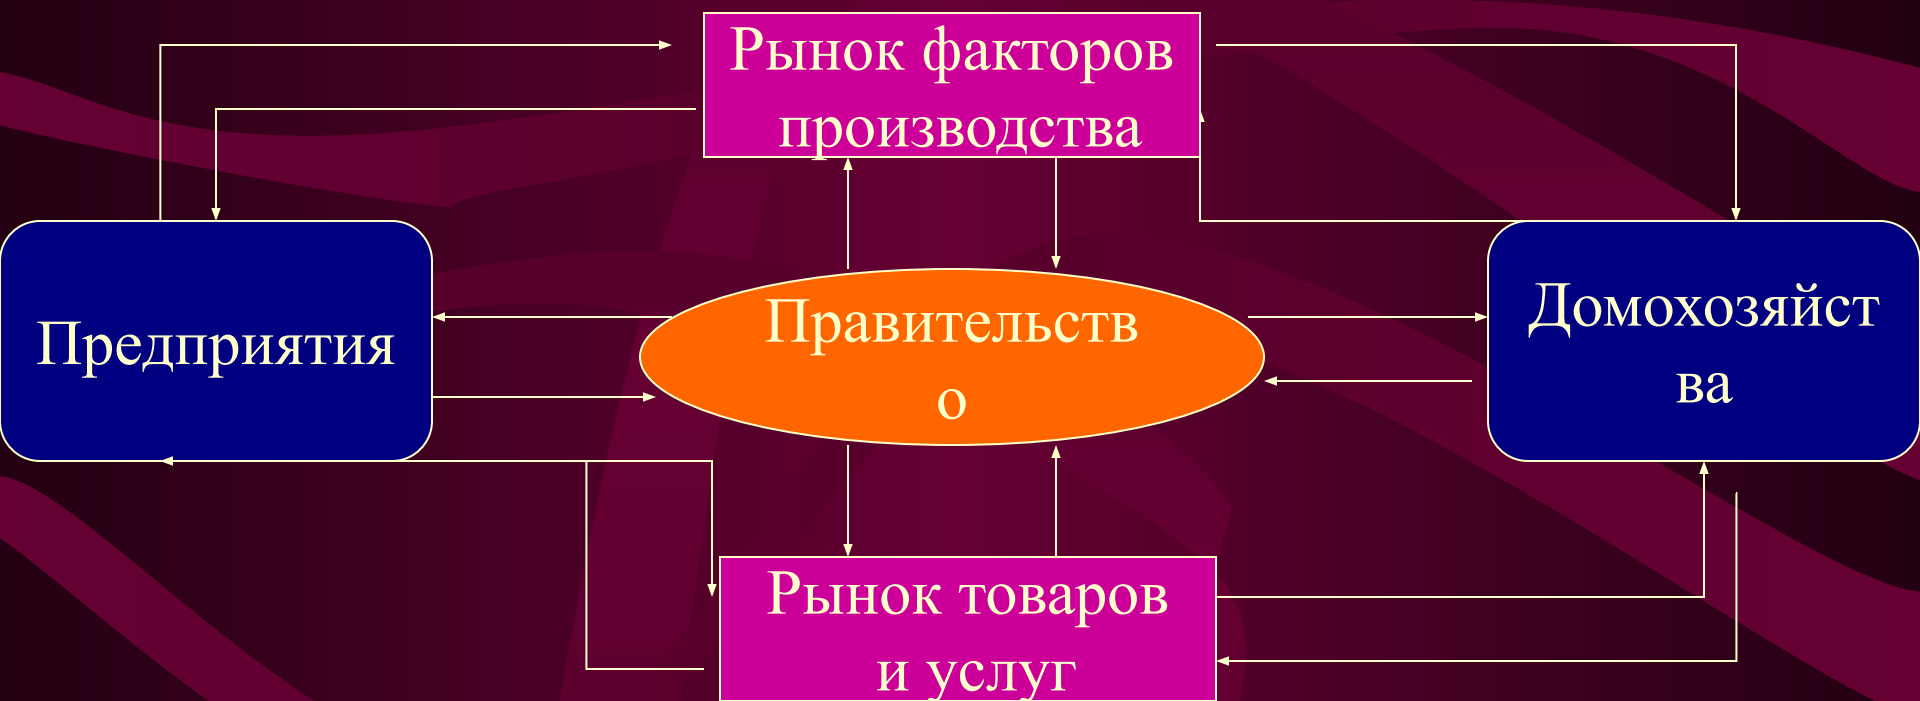 Рынок факторов
производства
Предприятия
Правительств
о
Домохозяйст
ва
Рынок товаров
и услуг